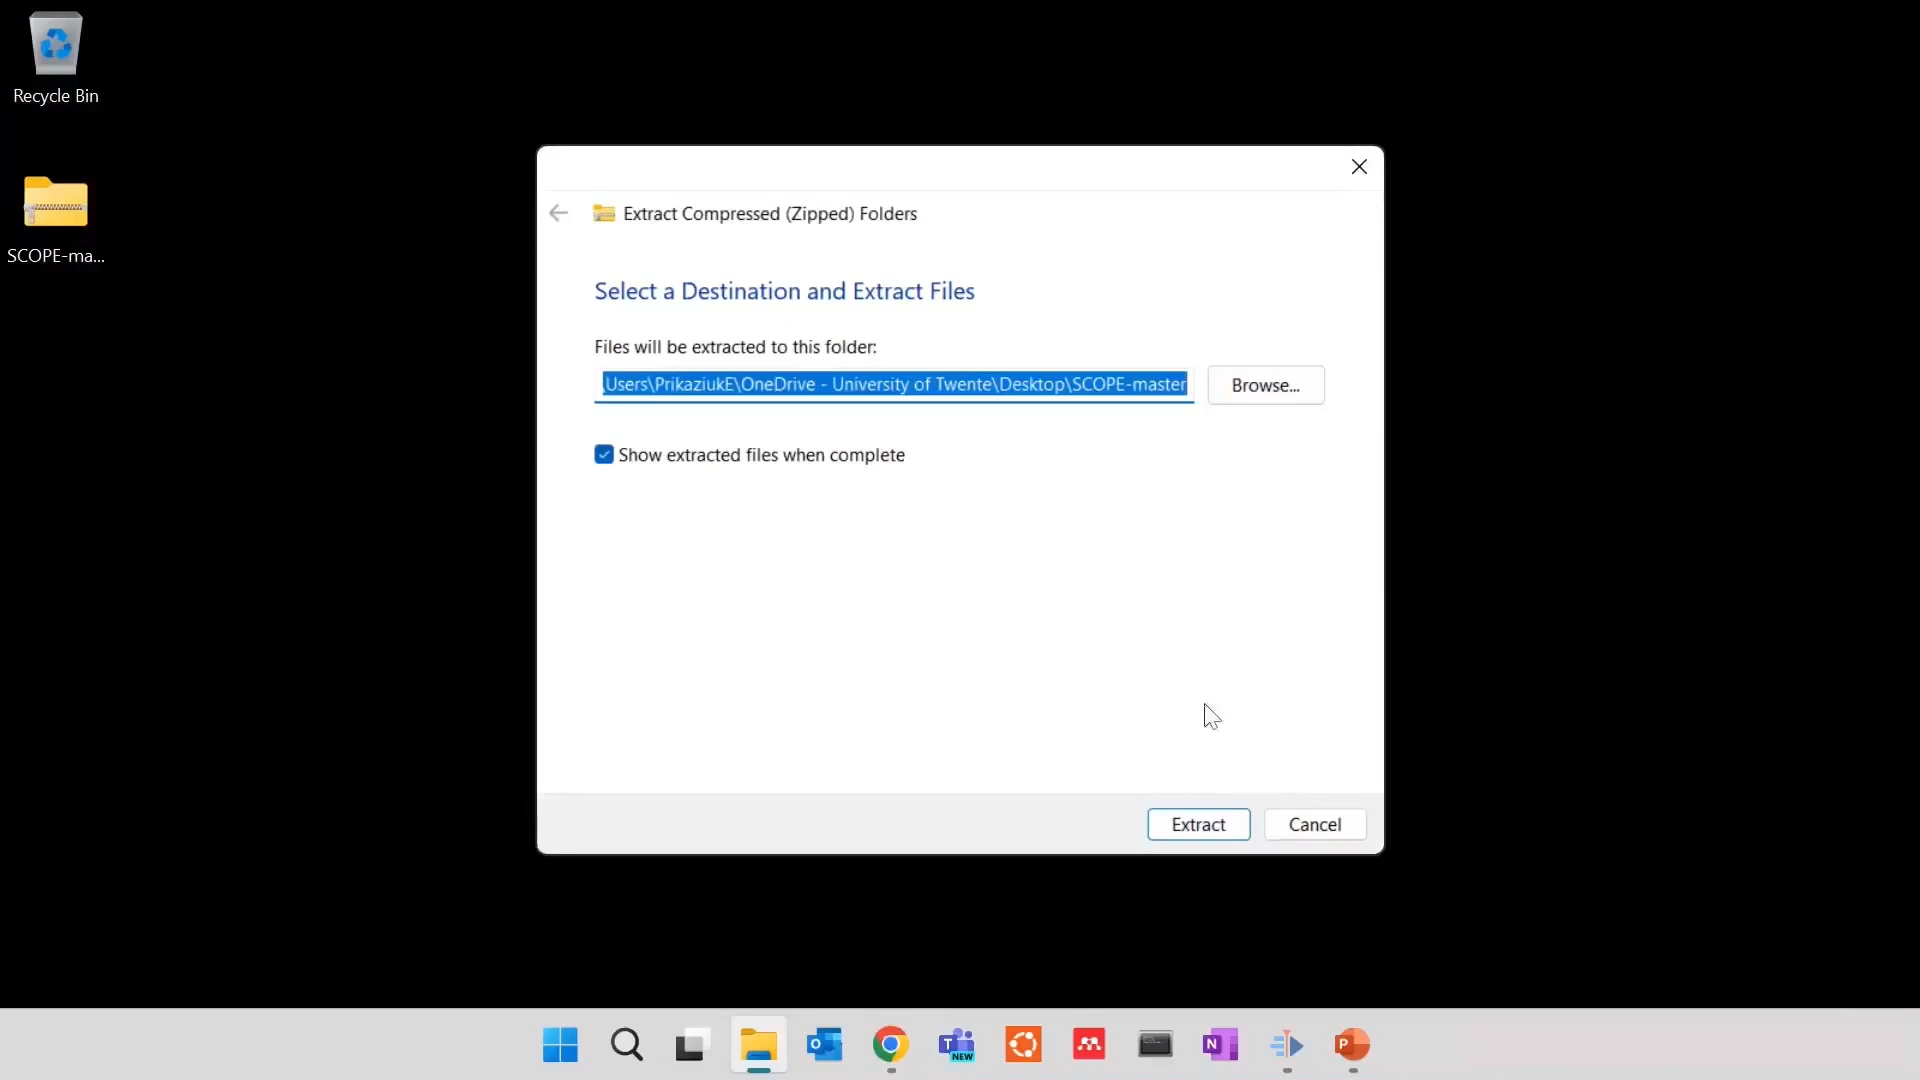 Recycle Bin
SCOPE-ma...
Extract Compressed (Zipped) Folders
Select a Destination and Extract Files
Files will be extracted to this folder:
\Users\PrikaziukE\OneDrive - University of Twente\Desktop\SCOPE-master
Browse...
Show extracted files when complete
Extract
Cancel
O
T
NEW
N
P